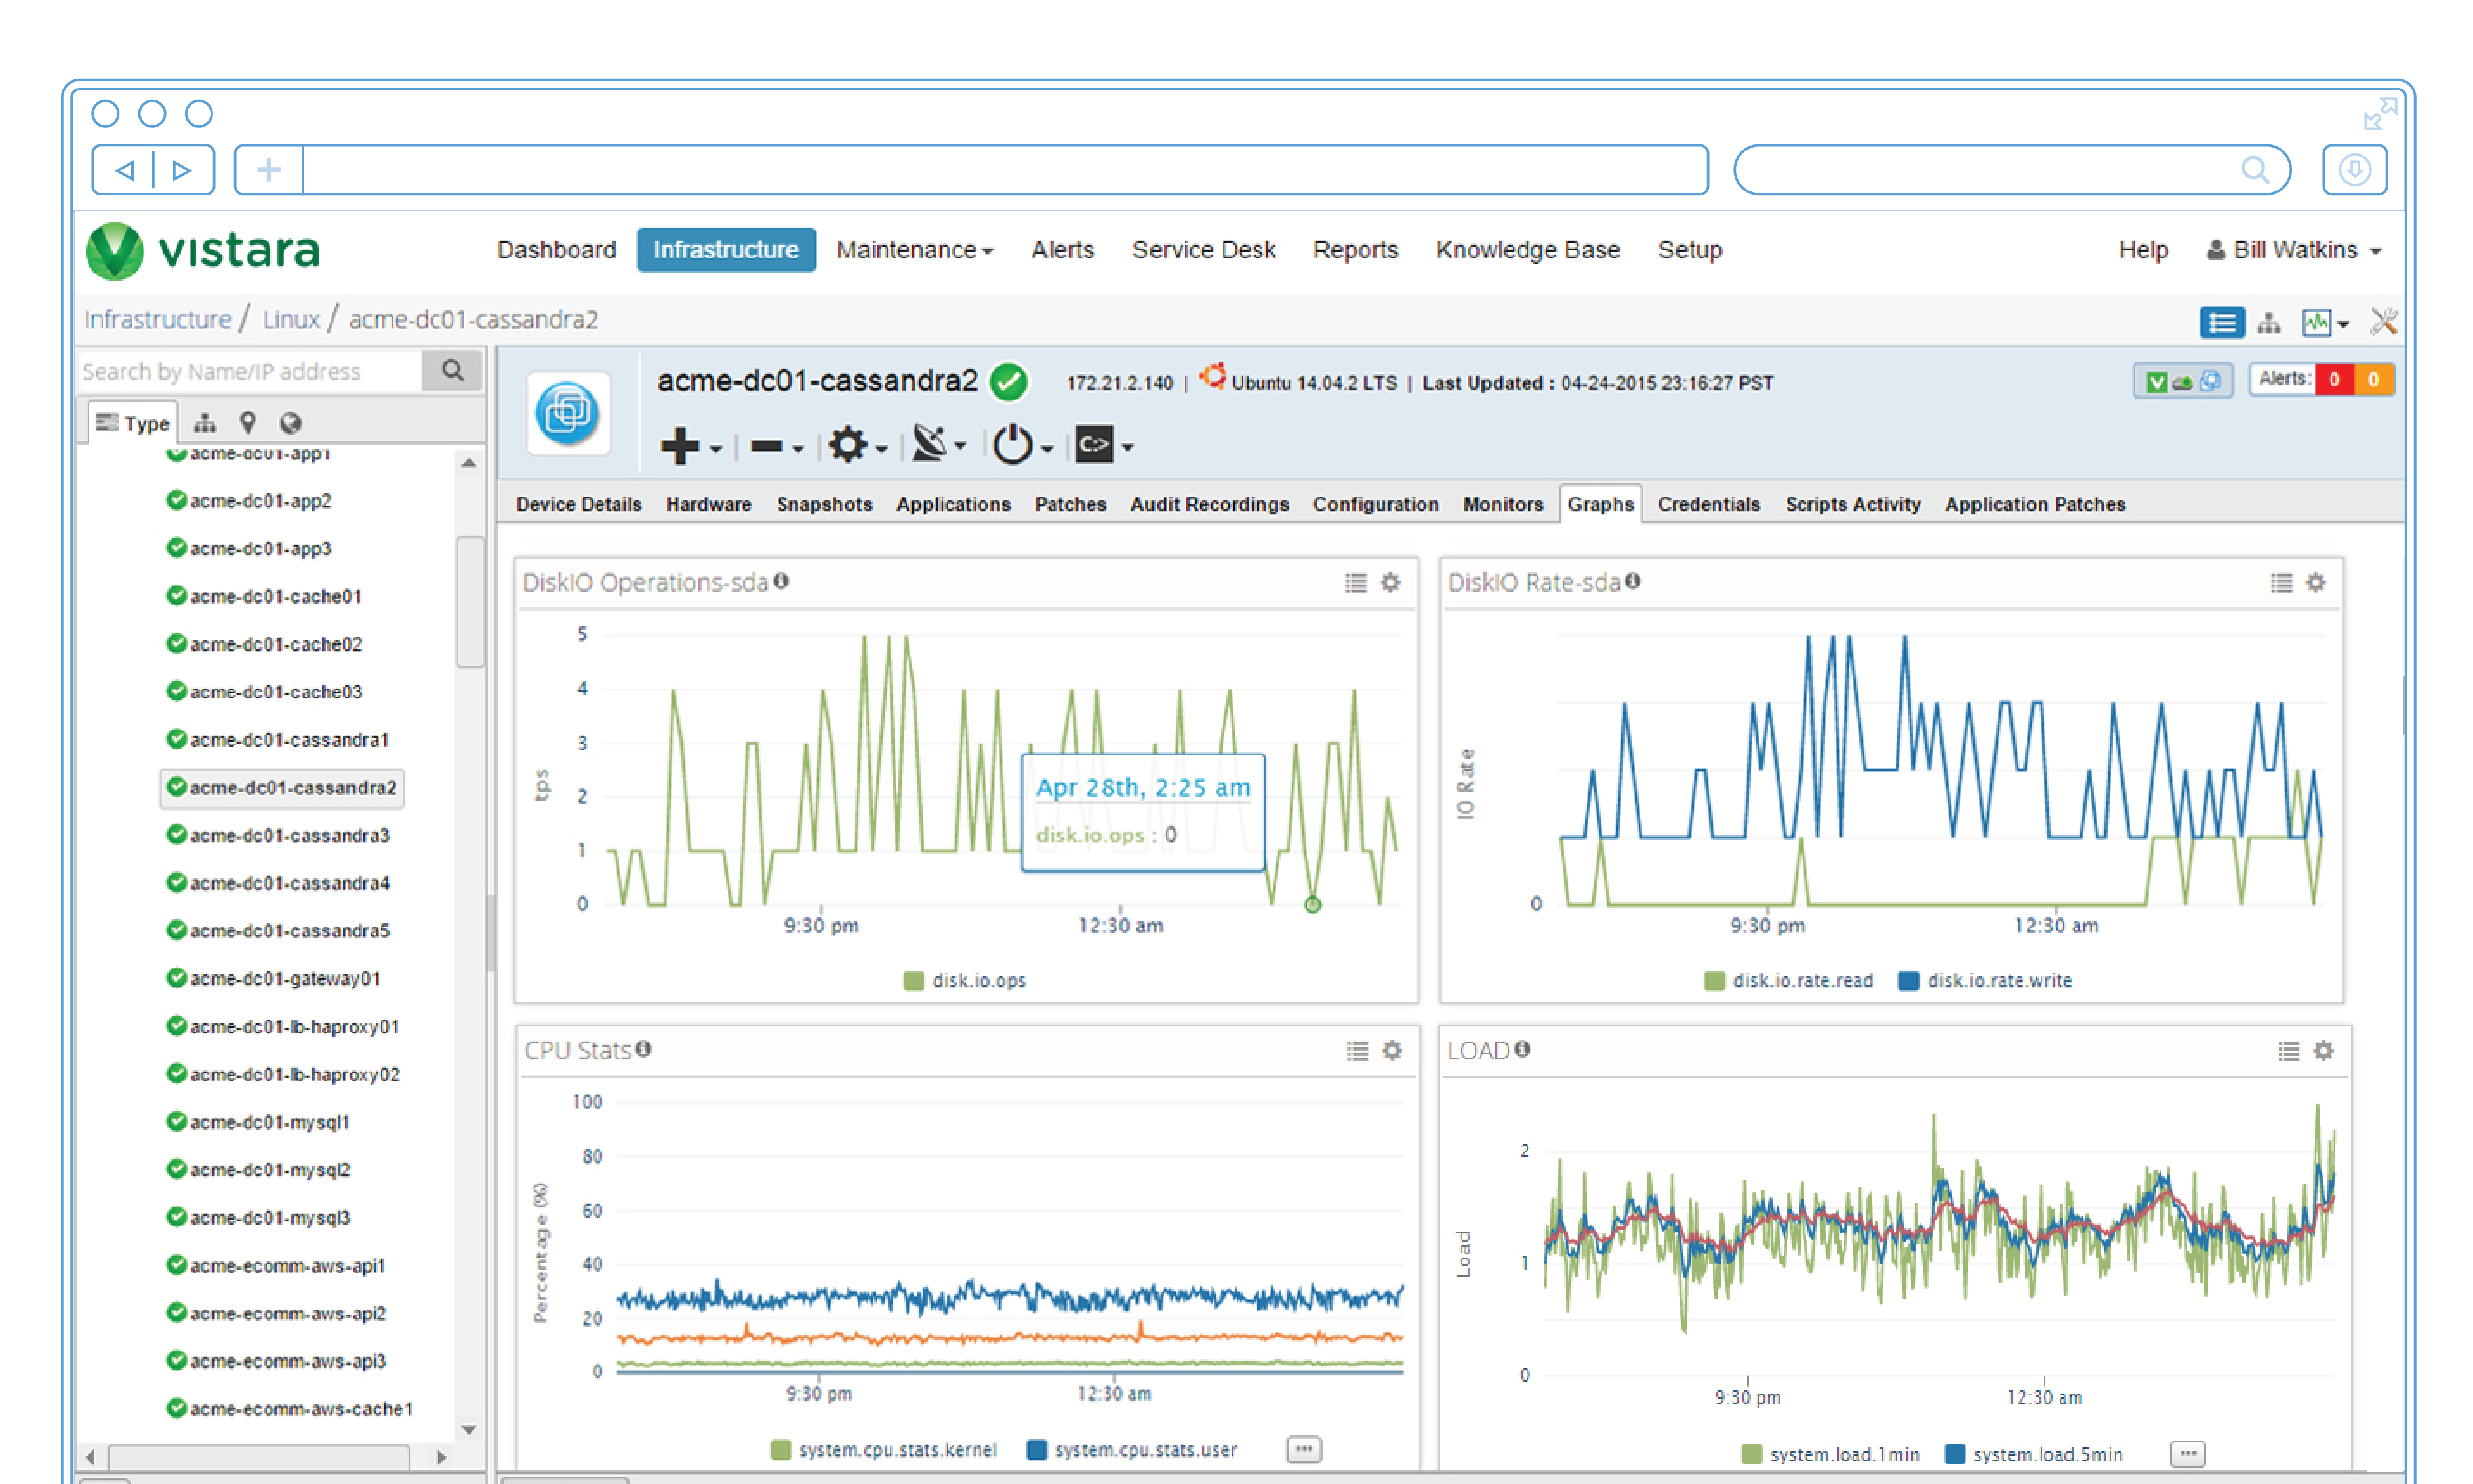 vistara
Dashboard Infrastructure Maintenance Alerts Service Desk Reports Knowledge Base Setup Help Bill Watkins
Infrastructure / Linux / acme-dc01-cassandra2
Search by Name/IP address
Type
acme-dc01-app1
acme-dc01-app2
acme-dc01-app3
acme-dc01-cache01
acme-dc01-cache02
acme-dc01-cache03
acme-dc01-cassandra1
acme-dc01-cassandra2
acme-dc01-cassandra3
acme-dc01-cassandra4
acme-dc01-cassandra5
acme-dc01-gateway01
acme-dc01-lb-haproxy01
acme-dc01-lb-haproxy02
acme-dc01-mysql1
acme-dc01-mysql2
acme-dc01-mysql3
acme-ecomm-aws-api1
acme-ecomm-aws-api2
acme-ecomm-aws-api3
acme-ecomm-aws-cache1
acme-dc01-cassandra2 172.21.2.140 | Ubuntu 14.04.2 LTS | Last Updated : 04-24-2015 23:16:27 PST
V Alerts: 0 0
C:>
Device Details Hardware Snapshots Applications Patches Audit Recordings Configuration Monitors Graphs Credentials Scripts Activity Application Patches
DiskIO Operations-sda
5
4
3
2
1
0
tps
Apr 28th, 2:25 am
disk.io.ops : 0
9:30 pm 12:30 am
disk.io.ops
DiskIO Rate-sda
IO Rate
0
9:30 pm 12:30 am
disk.io.rate.read disk.io.rate.write
CPU Stats
100
80
60
40
20
0
Percentage (%)
9:30 pm 12:30 am
system.cpu.stats.kernel system.cpu.stats.user ...
LOAD
2
1
0
Load
9:30 pm 12:30 am
system.load.1min system.load.5min ...